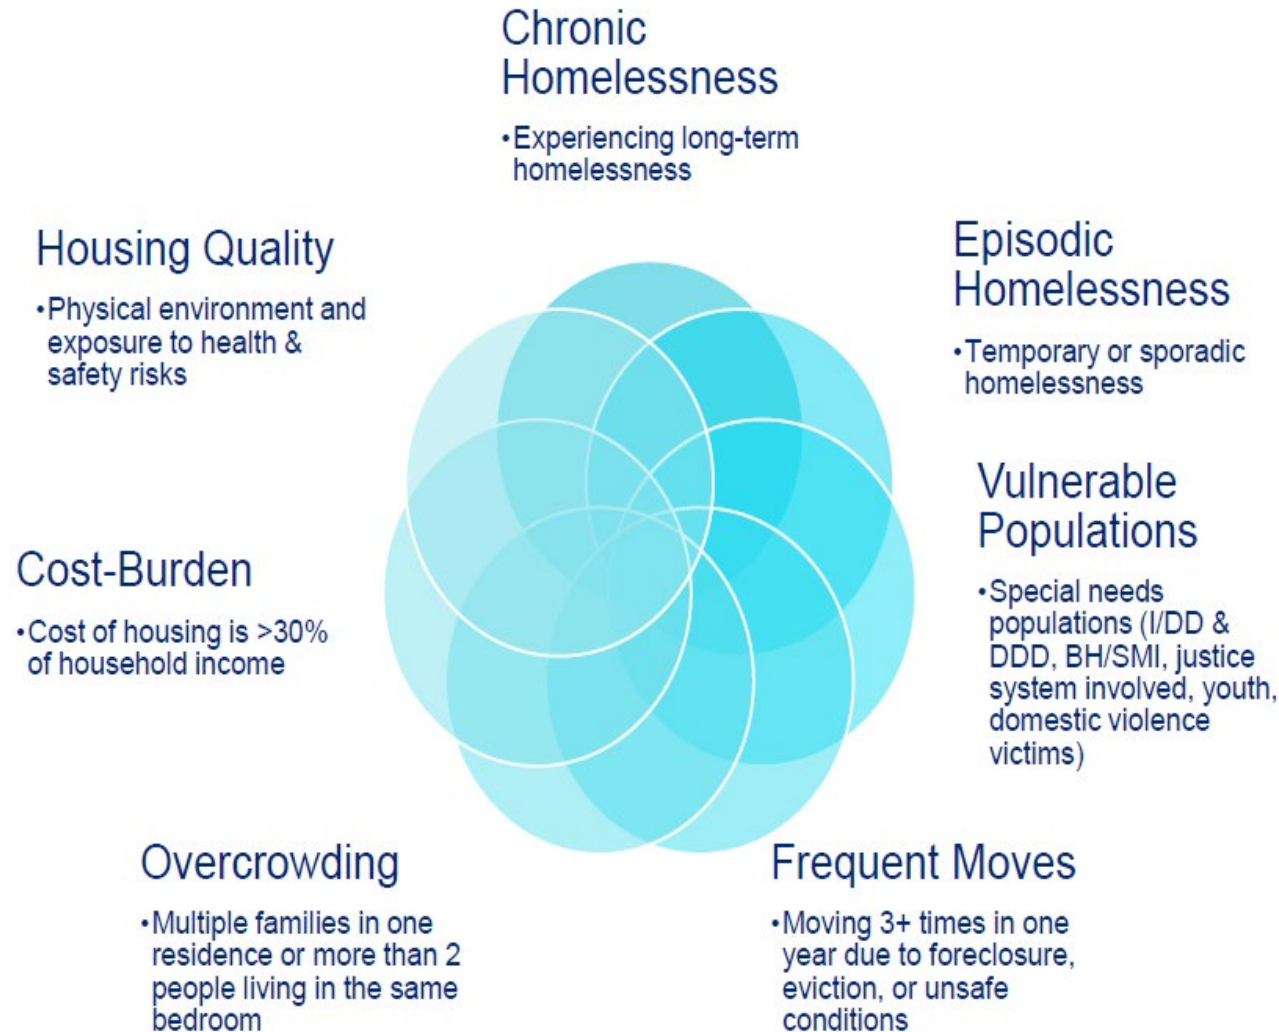 Chronic
Homelessness
•Experiencing long-term
homelessness
Housing Quality
•Physical environment and
exposure to health &
safety risks
Episodic
Homelessness
•Temporary or sporadic
homelessness
Vulnerable
Populations
•Special needs
populations (I/DD &
DDD, BH/SMI, justice
system involved, youth,
domestic violence
victims)
Cost-Burden
•Cost of housing is >30%
of household income
Overcrowding
•Multiple families in one
residence or more than 2
people living in the same
bedroom
Frequent Moves
•Moving 3+ times in one
year due to foreclosure,
eviction, or unsafe
conditions